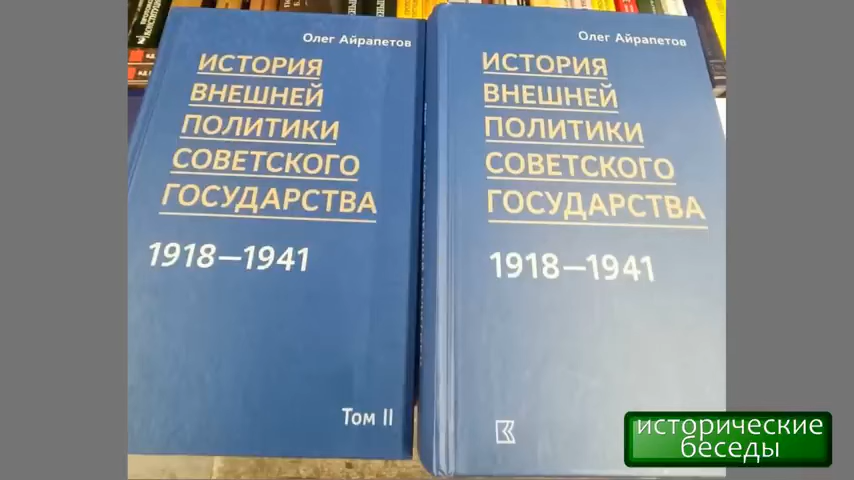 Олег Айрапетов
ИСТОРИЯ
ВНЕШНЕЙ
ПОЛИТИКИ
СОВЕТСКОГО
ГОСУДАРСТВА
1918–1941
Том II
Олег Айрапетов
ИСТОРИЯ
ВНЕШНЕЙ
ПОЛИТИКИ
СОВЕТСКОГО
ГОСУДАРСТВА
1918–1941
исторические
беседы